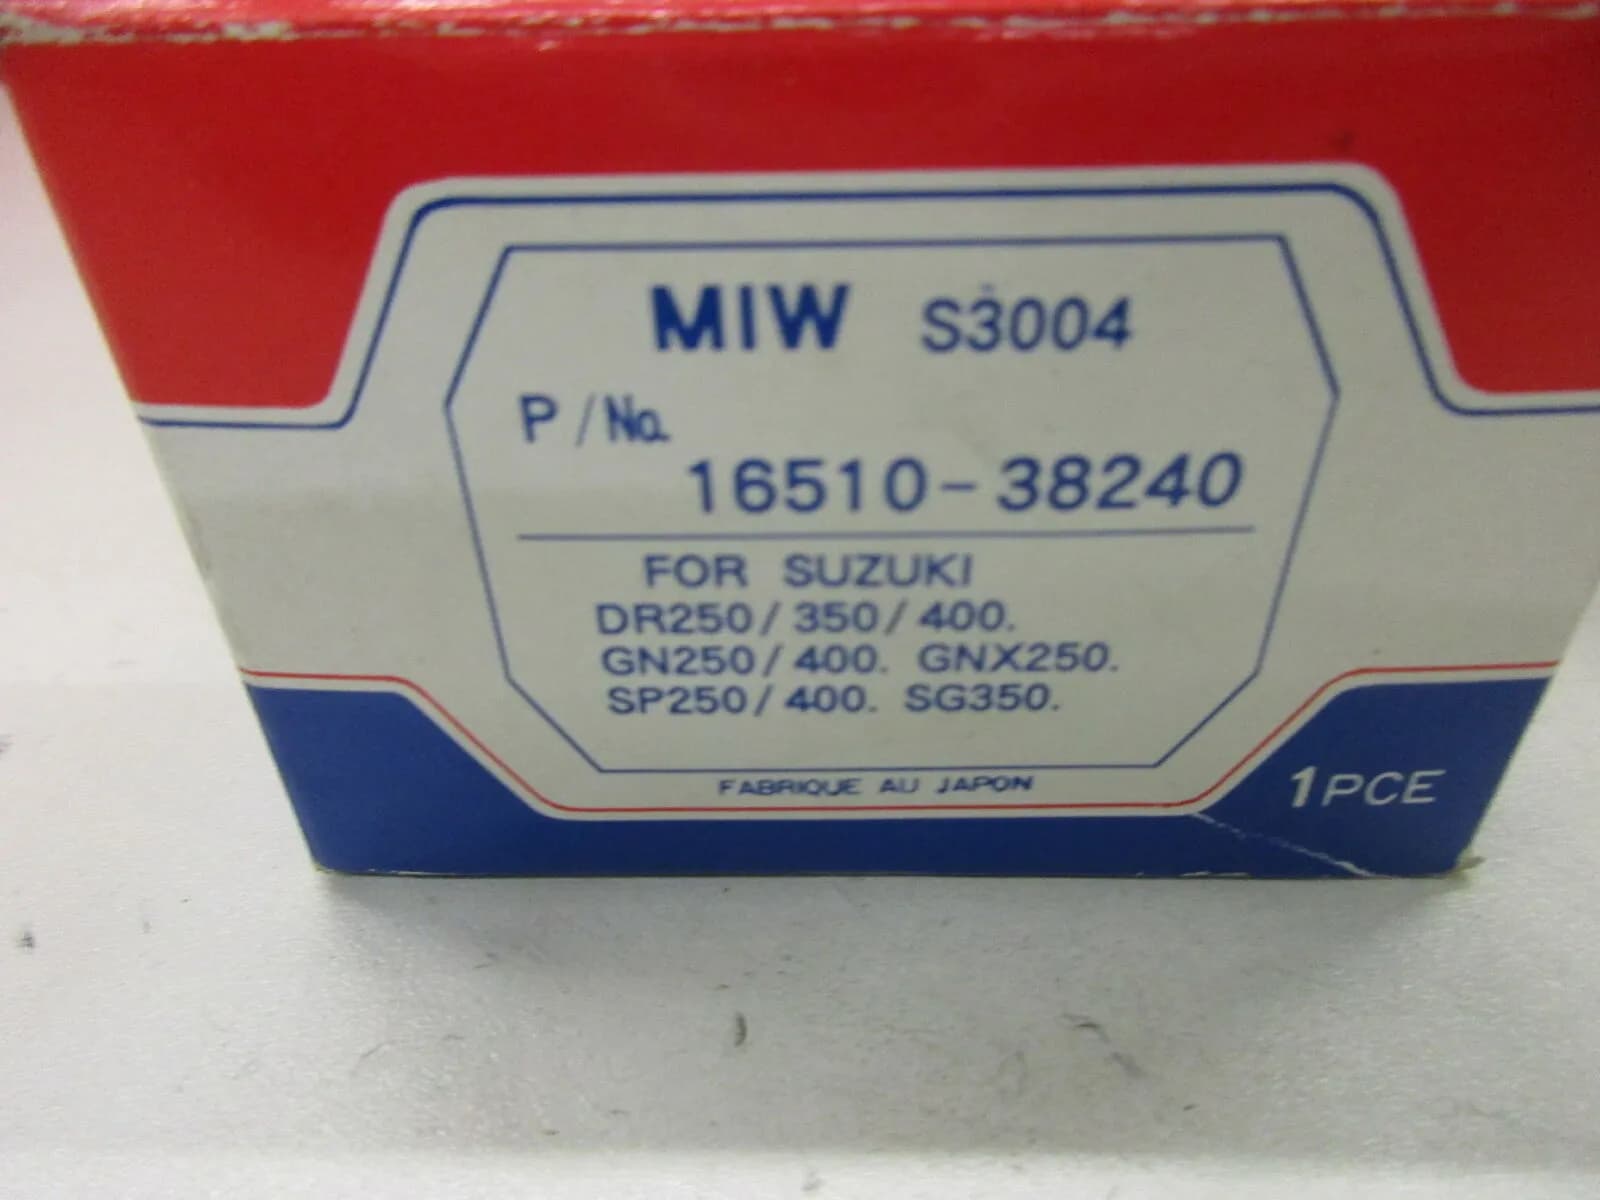 MIW S3004
P/No.
16510-38240
FOR SUZUKI
DR250/350/400.
GN250/400. GNX250.
SP250/400. SG350.
FABRIQUE AU JAPON
1PCE